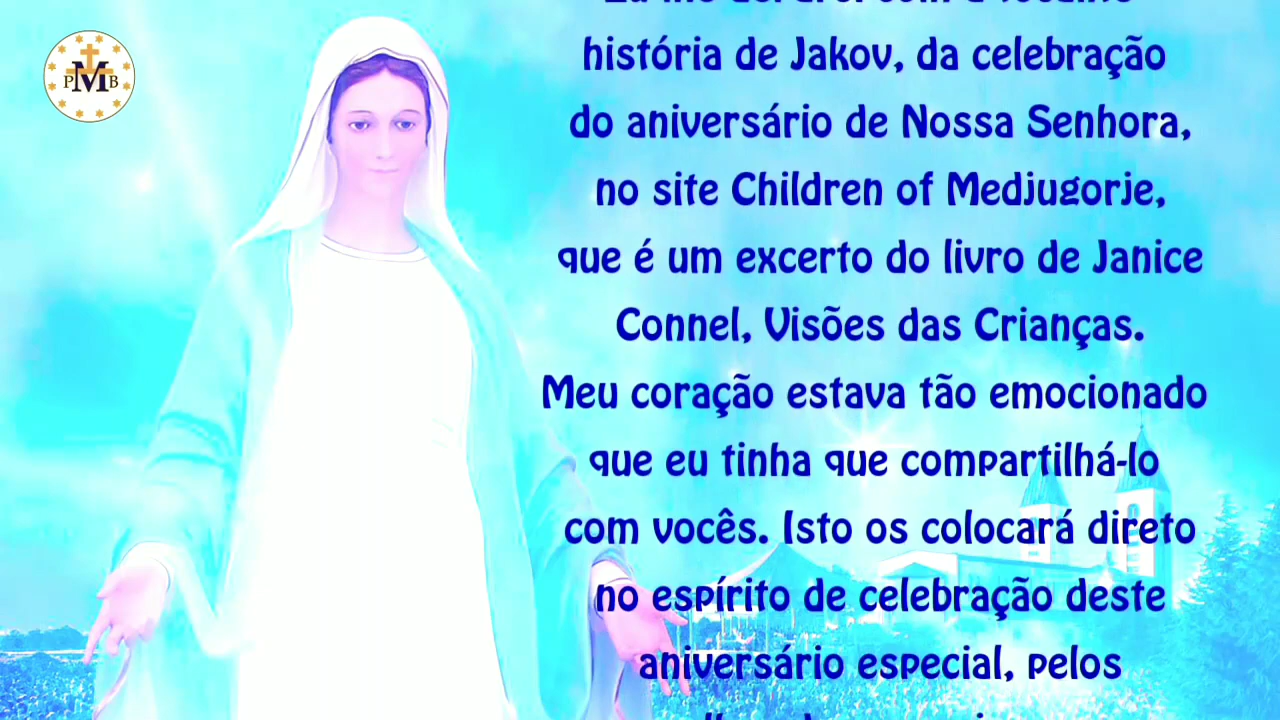 PMB
história de Jakov, da celebração
do aniversário de Nossa Senhora,
no site Children of Medjugorje,
que é um excerto do livro de Janice
Connel, Visões das Crianças.
Meu coração estava tão emocionado
que eu tinha que compartilhá-lo
com vocês. Isto os colocará direto
no espírito de celebração deste
aniversário especial, pelos